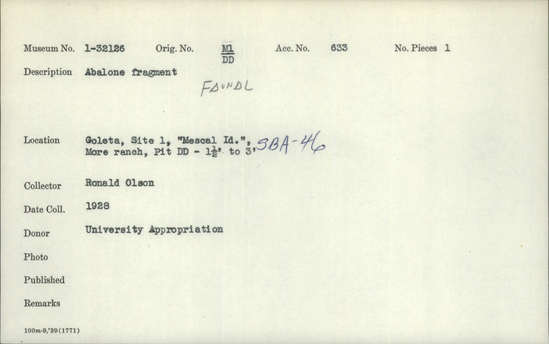 Museum No. 1-32126 Orig. No. M1/DD Acc. No. 633 No. Pieces 1
Description Abalone fragment
FAUNAL
Location Goleta, Site 1, "Mescal Id.",
More ranch, Pit DD - 1½' to 3' SBA-46
Collector Ronald Olson
Date Coll. 1928
Donor University Appropriation
Photo
Published
Remarks
100m-9,'39(1771)